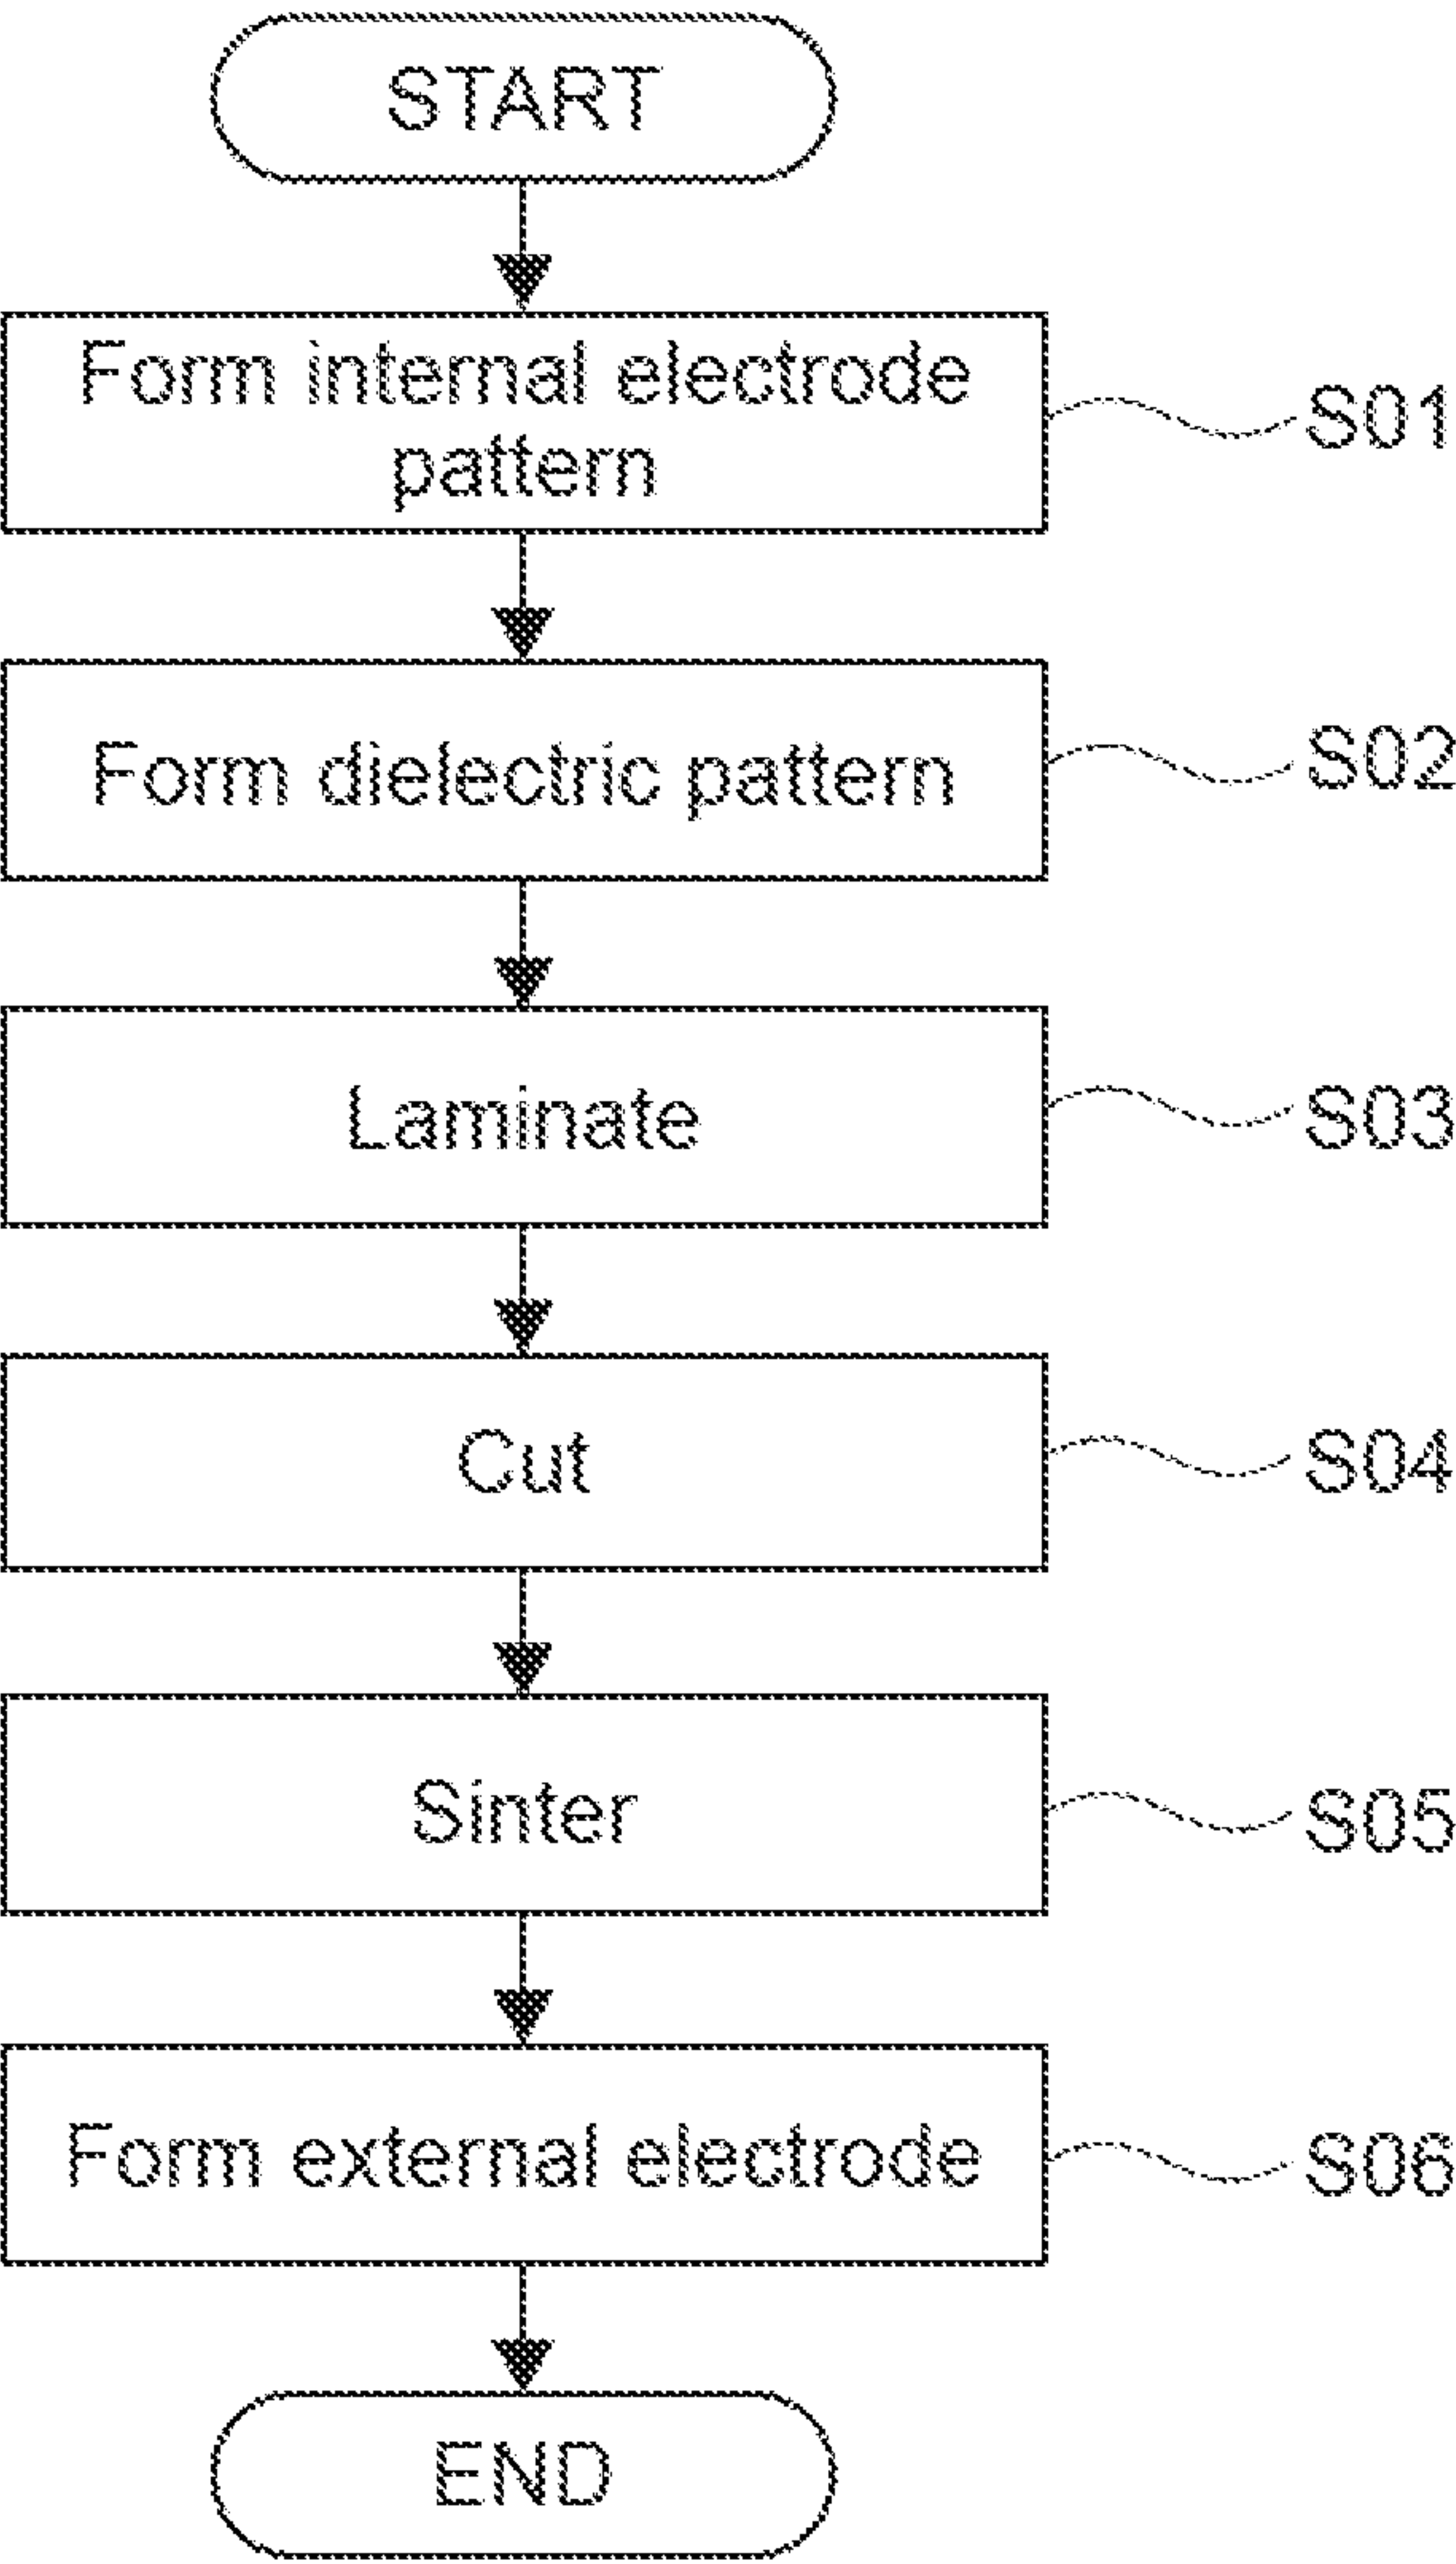 START
Form internal electrode
pattern
S01
Form dielectric pattern
S02
Laminate
S03
Cut
S04
Sinter
S05
Form external electrode
S06
END